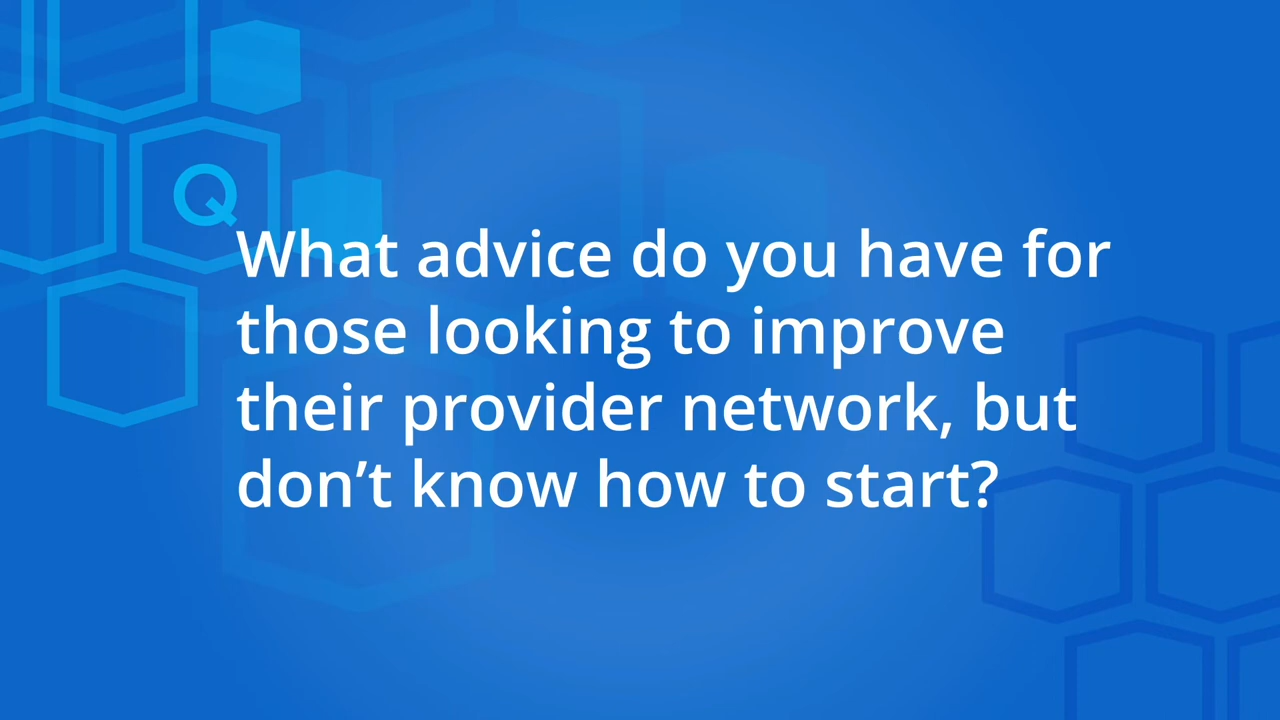 Q
What advice do you have for
those looking to improve
their provider network, but
don’t know how to start?